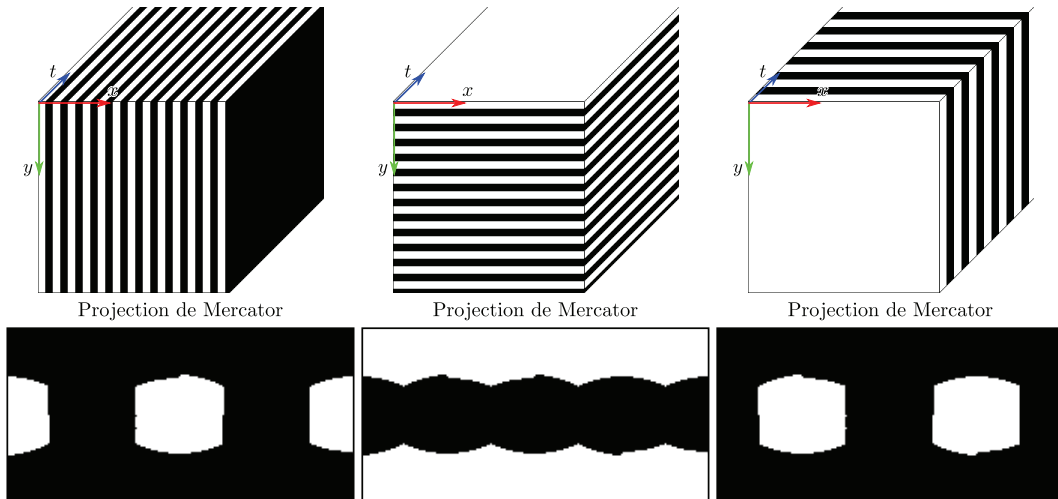 t
x
y
t
x
y
t
x
y
Projection de Mercator
Projection de Mercator
Projection de Mercator